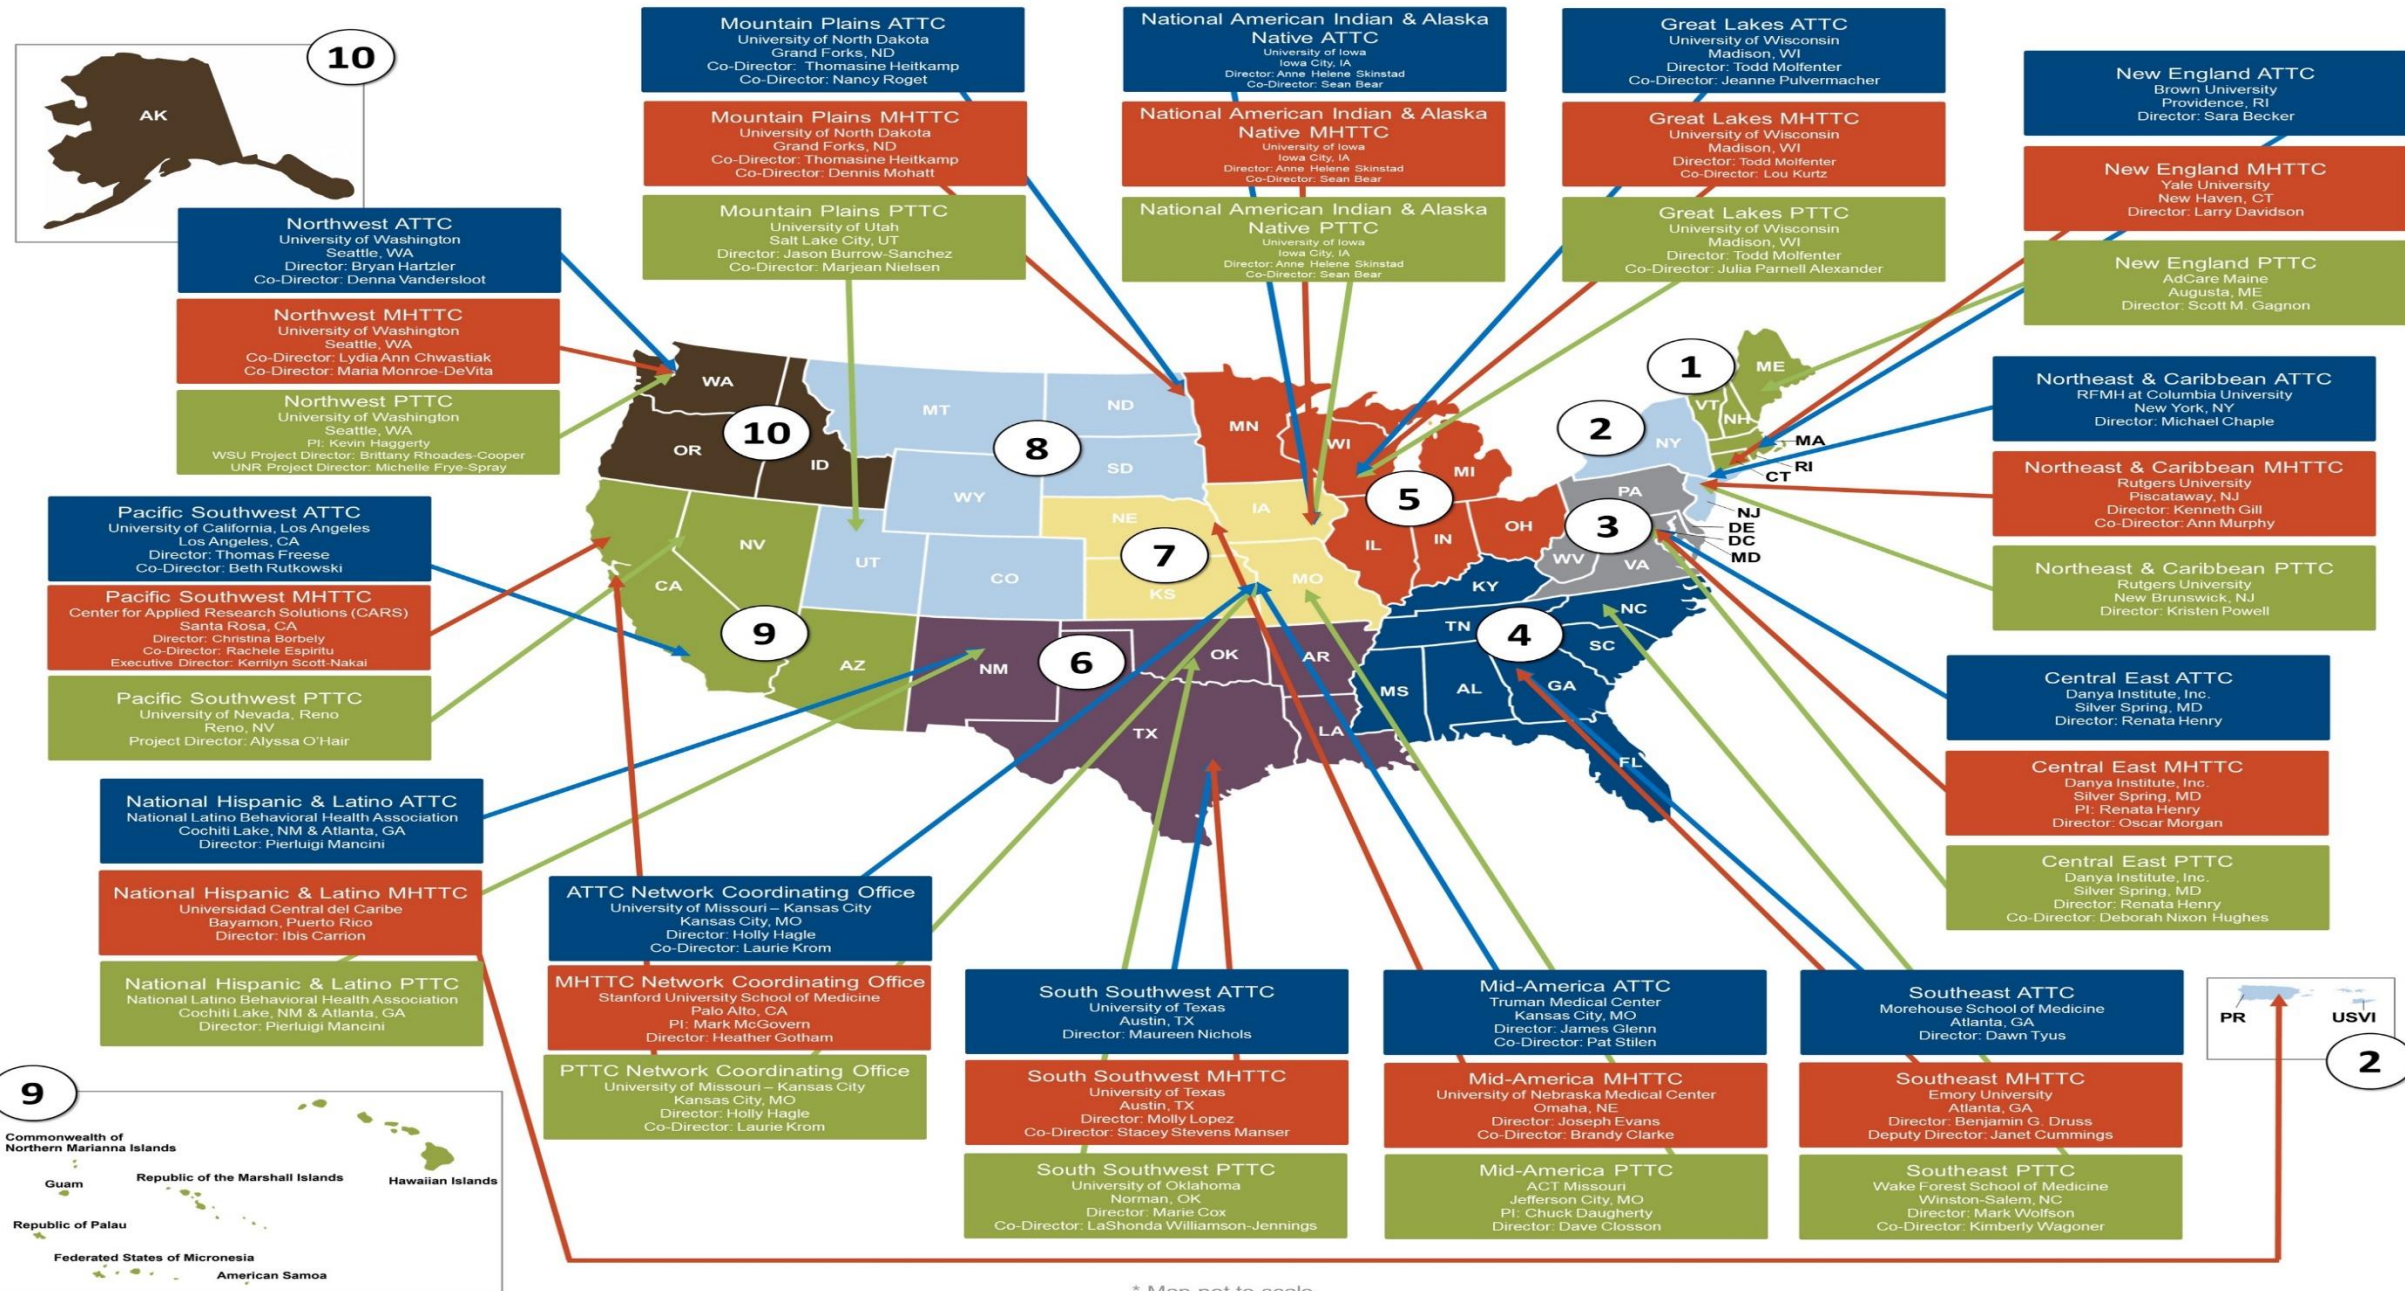 10
AK
Mountain Plains ATTC
University of North Dakota
Grand Forks, ND
Co-Director: Thomasine Heitkamp
Co-Director: Nancy Roget
Mountain Plains MHTTC
University of North Dakota
Grand Forks, ND
Co-Director: Thomasine Heitkamp
Co-Director: Dennis Mohatt
Mountain Plains PTTC
University of Utah
Salt Lake City, UT
Director: Jason Burrow-Sanchez
Co-Director: Marjean Nielsen
National American Indian & Alaska
Native ATTC
University of Iowa
Iowa City, IA
Director: Anne Helene Skinstad
Co-Director: Sean Bear
National American Indian & Alaska
Native MHTTC
University of Iowa
Iowa City, IA
Director: Anne Helene Skinstad
Co-Director: Sean Bear
National American Indian & Alaska
Native PTTC
University of Iowa
Iowa City, IA
Director: Anne Helene Skinstad
Co-Director: Sean Bear
Great Lakes ATTC
University of Wisconsin
Madison, WI
Director: Todd Molfenter
Co-Director: Jeanne Pulvermacher
Great Lakes MHTTC
University of Wisconsin
Madison, WI
Director: Todd Molfenter
Co-Director: Lou Kurtz
Great Lakes PTTC
University of Wisconsin
Madison, WI
Director: Todd Molfenter
Co-Director: Julia Parnell Alexander
New England ATTC
Brown University
Providence, RI
Director: Sara Becker
New England MHTTC
Yale University
New Haven, CT
Director: Larry Davidson
New England PTTC
AdCare Maine
Augusta, ME
Director: Scott M. Gagnon
Northwest ATTC
University of Washington
Seattle, WA
Director: Bryan Hartzler
Co-Director: Denna Vandersloot
Northwest MHTTC
University of Washington
Seattle, WA
Co-Director: Lydia Ann Chwastiak
Co-Director: Maria Monroe-DeVita
Northwest PTTC
University of Washington
Seattle, WA
PI: Kevin Haggerty
WSU Project Director: Brittany Rhoades-Cooper
UNR Project Director: Michelle Frye-Spray
Northeast & Caribbean ATTC
RFMH at Columbia University
New York, NY
Director: Michael Chaple
Northeast & Caribbean MHTTC
Rutgers University
Piscataway, NJ
Director: Kenneth Gill
Co-Director: Ann Murphy
Northeast & Caribbean PTTC
Rutgers University
New Brunswick, NJ
Director: Kristen Powell
WA
OR
ID
10
MT
ND
SD
WY
8
UT
CO
NE
KS
IA
MO
7
MN
WI
MI
IL
IN
OH
5
1
ME
VT
NH
MA
RI
CT
2
NY
NJ
PA
3
DE
DC
MD
WV
VA
NV
CA
AZ
9
NM
6
OK
AR
TX
LA
KY
TN
4
NC
SC
MS
AL
GA
FL
Pacific Southwest ATTC
University of California, Los Angeles
Los Angeles, CA
Director: Thomas Freese
Co-Director: Beth Rutkowski
Pacific Southwest MHTTC
Center for Applied Research Solutions (CARS)
Santa Rosa, CA
Director: Christina Borbely
Co-Director: Rachele Espiritu
Executive Director: Kerrilyn Scott-Nakai
Pacific Southwest PTTC
University of Nevada, Reno
Reno, NV
Project Director: Alyssa O'Hair
Central East ATTC
Danya Institute, Inc.
Silver Spring, MD
Director: Renata Henry
Central East MHTTC
Danya Institute, Inc.
Silver Spring, MD
PI: Renata Henry
Director: Oscar Morgan
Central East PTTC
Danya Institute, Inc.
Silver Spring, MD
Director: Renata Henry
Co-Director: Deborah Nixon Hughes
National Hispanic & Latino ATTC
National Latino Behavioral Health Association
Cochiti Lake, NM & Atlanta, GA
Director: Pierluigi Mancini
National Hispanic & Latino MHTTC
Universidad Central del Caribe
Bayamon, Puerto Rico
Director: Ibis Carrion
National Hispanic & Latino PTTC
National Latino Behavioral Health Association
Cochiti Lake, NM & Atlanta, GA
Director: Pierluigi Mancini
ATTC Network Coordinating Office
University of Missouri – Kansas City
Kansas City, MO
Director: Holly Hagle
Co-Director: Laurie Krom
MHTTC Network Coordinating Office
Stanford University School of Medicine
Palo Alto, CA
PI: Mark McGovern
Director: Heather Gotham
PTTC Network Coordinating Office
University of Missouri – Kansas City
Kansas City, MO
Director: Holly Hagle
Co-Director: Laurie Krom
South Southwest ATTC
University of Texas
Austin, TX
Director: Maureen Nichols
South Southwest MHTTC
University of Texas
Austin, TX
Director: Molly Lopez
Co-Director: Stacey Stevens Manser
South Southwest PTTC
University of Oklahoma
Norman, OK
Director: Marie Cox
Co-Director: LaShonda Williamson-Jennings
Mid-America ATTC
Truman Medical Center
Kansas City, MO
Director: James Glenn
Co-Director: Pat Stilen
Mid-America MHTTC
University of Nebraska Medical Center
Omaha, NE
Director: Joseph Evans
Co-Director: Brandy Clarke
Mid-America PTTC
ACT Missouri
Jefferson City, MO
PI: Chuck Daugherty
Director: Dave Closson
Southeast ATTC
Morehouse School of Medicine
Atlanta, GA
Director: Dawn Tyus
Southeast MHTTC
Emory University
Atlanta, GA
Director: Benjamin G. Druss
Deputy Director: Janet Cummings
Southeast PTTC
Wake Forest School of Medicine
Winston-Salem, NC
Director: Mark Wolfson
Co-Director: Kimberly Wagoner
PR
USVI
2
9
Commonwealth of
Northern Marianna Islands
Guam
Republic of the Marshall Islands
Hawaiian Islands
Republic of Palau
Federated States of Micronesia
American Samoa
* Map not to scale